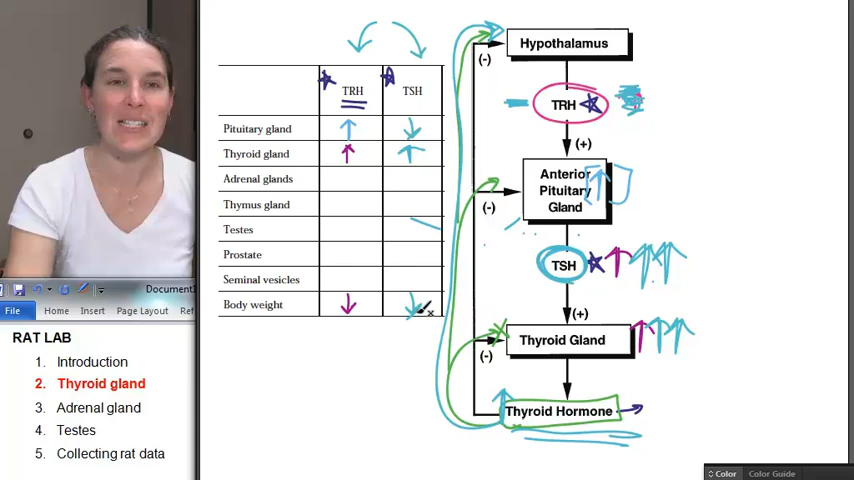 TRH TSH
Pituitary gland
Thyroid gland
Adrenal glands
Thymus gland
Testes
Prostate
Seminal vesicles
Body weight
Hypothalamus
(-)
TRH
(+)
Anterior
Pituitary
Gland
(-)
TSH
(+)
Thyroid Gland
(-)
Thyroid Hormone
Document1
File Home Insert Page Layout Ref
RAT LAB
1. Introduction
2. Thyroid gland
3. Adrenal gland
4. Testes
5. Collecting rat data
Color Color Guide